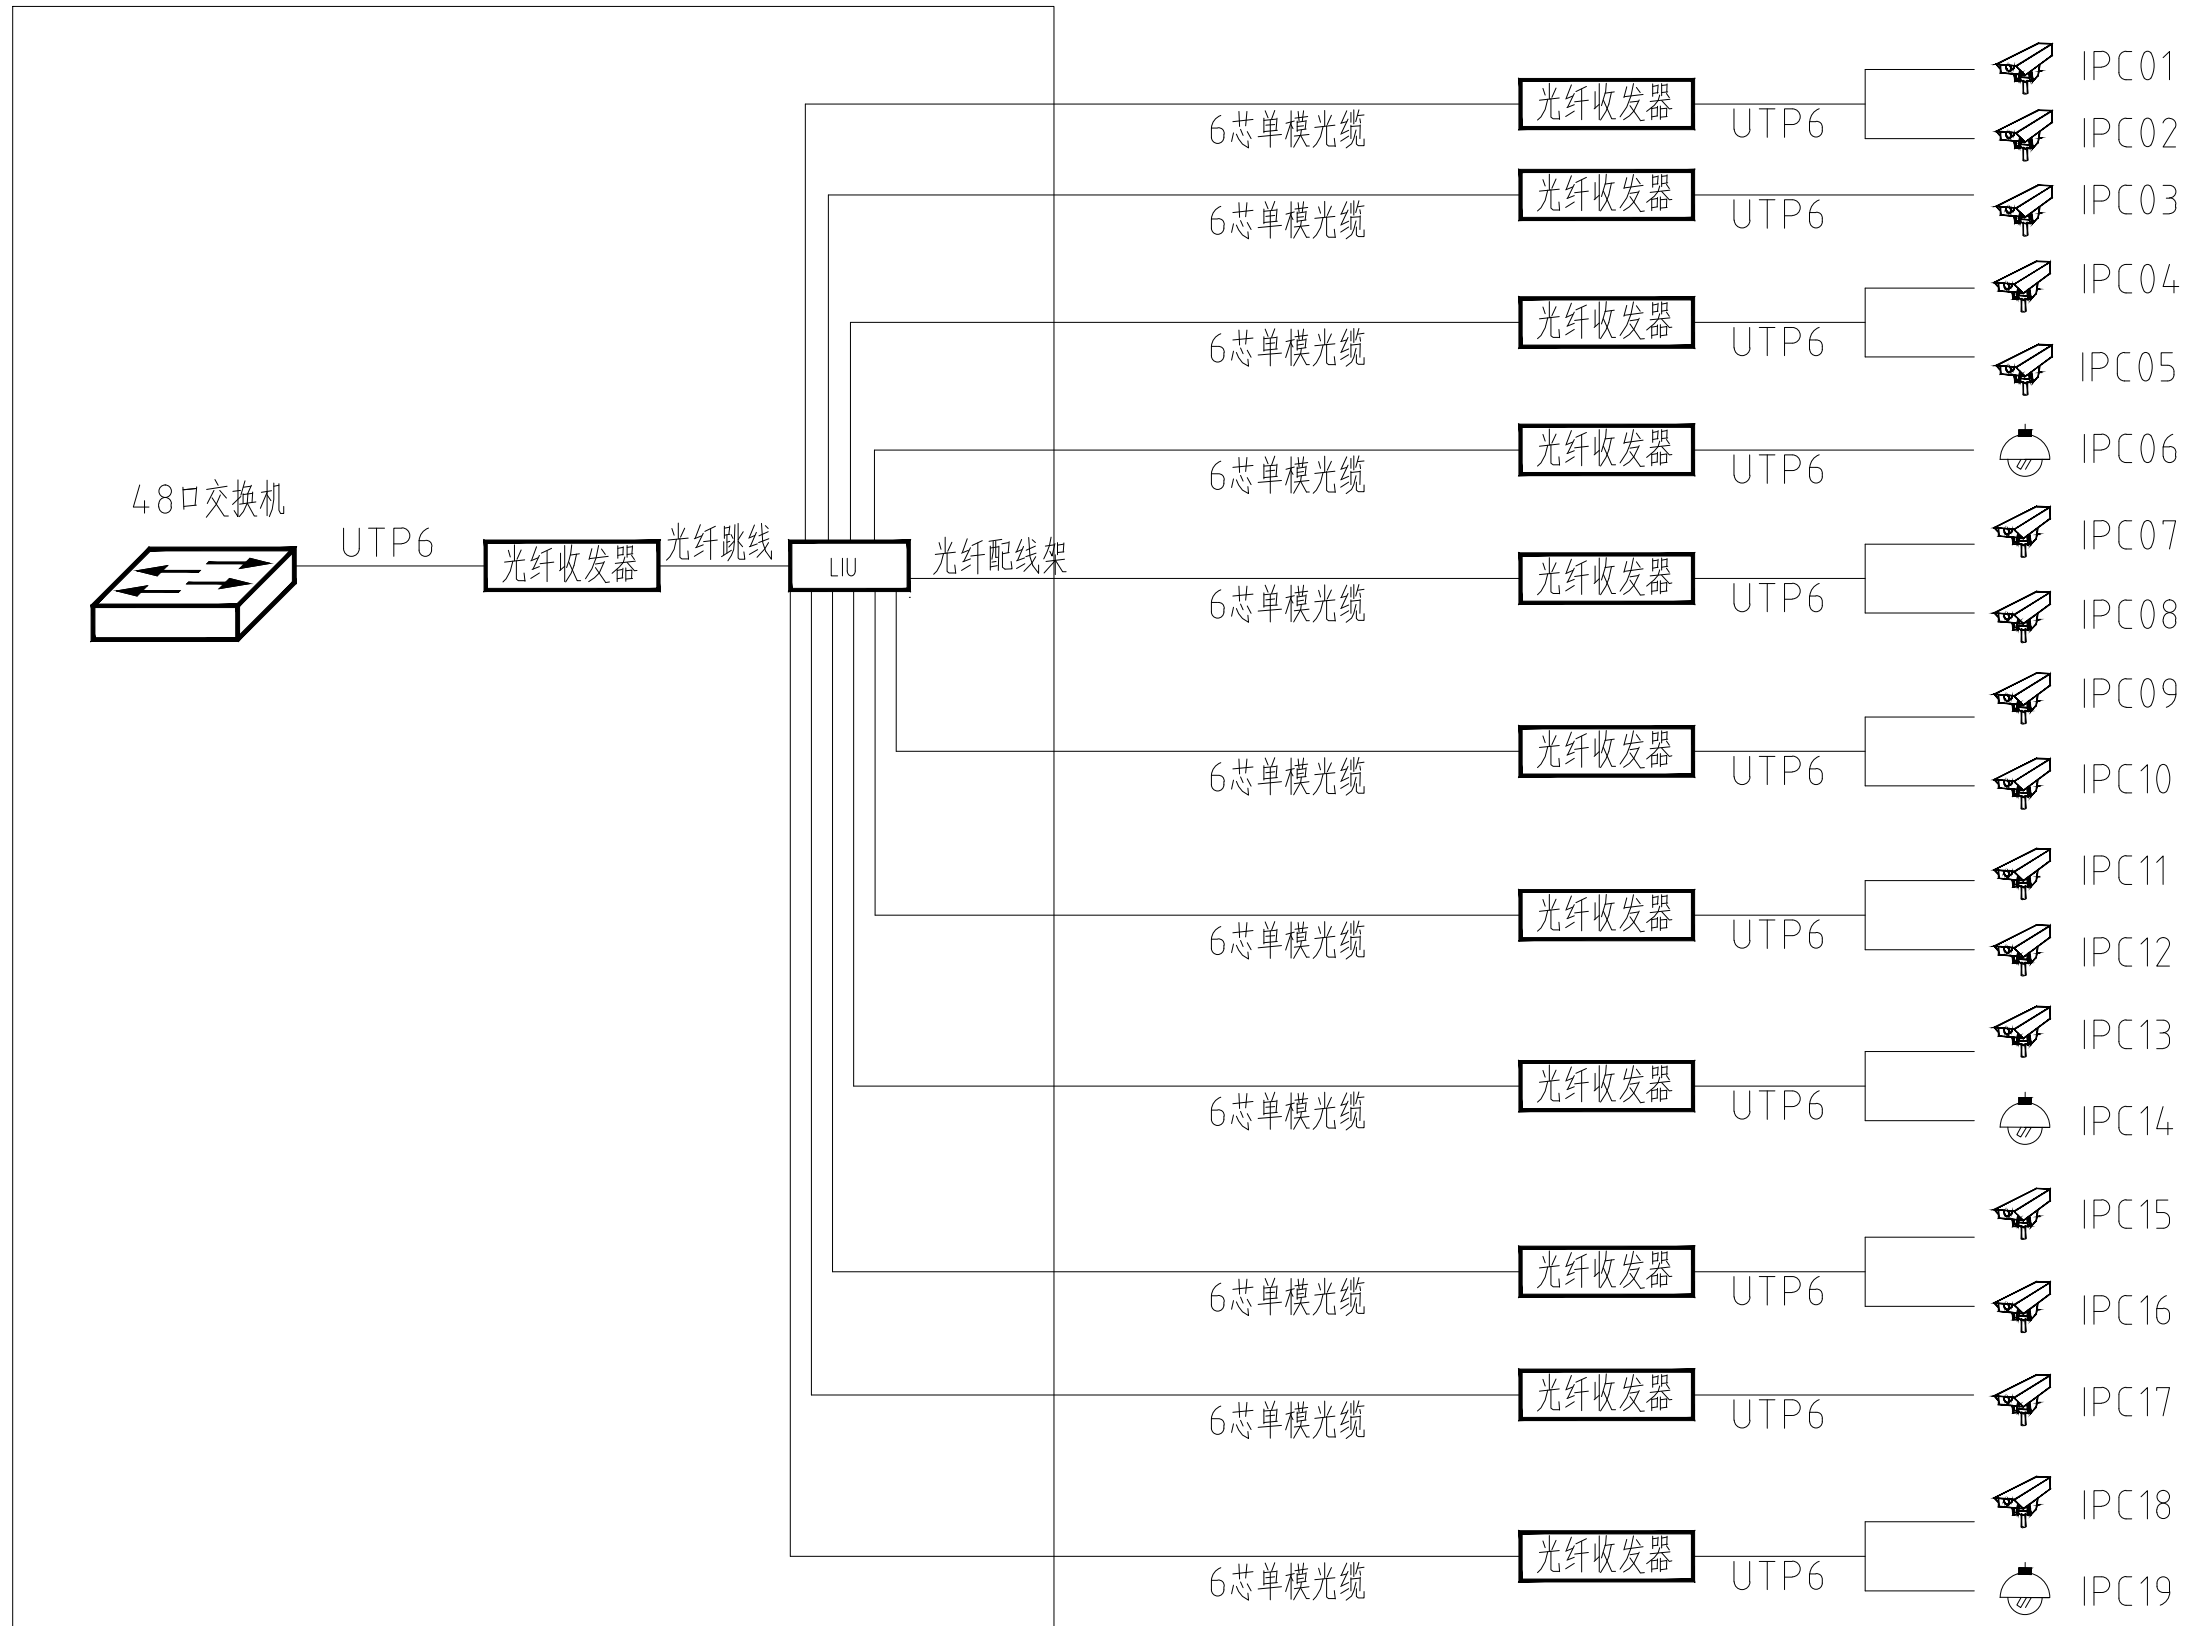 光纤收发器
UTP6
IPC01
6芯单模光缆
IPC02
光纤收发器
UTP6
IPC03
6芯单模光缆
IPC04
光纤收发器
UTP6
6芯单模光缆
IPC05
光纤收发器
UTP6
IPC06
6芯单模光缆
48口交换机
UTP6
光纤收发器
光纤跳线
LIU
光纤配线架
IPC07
光纤收发器
UTP6
6芯单模光缆
IPC08
IPC09
光纤收发器
UTP6
6芯单模光缆
IPC10
IPC11
光纤收发器
UTP6
6芯单模光缆
IPC12
IPC13
光纤收发器
UTP6
6芯单模光缆
IPC14
IPC15
光纤收发器
UTP6
6芯单模光缆
IPC16
光纤收发器
UTP6
IPC17
6芯单模光缆
IPC18
光纤收发器
UTP6
6芯单模光缆
IPC19